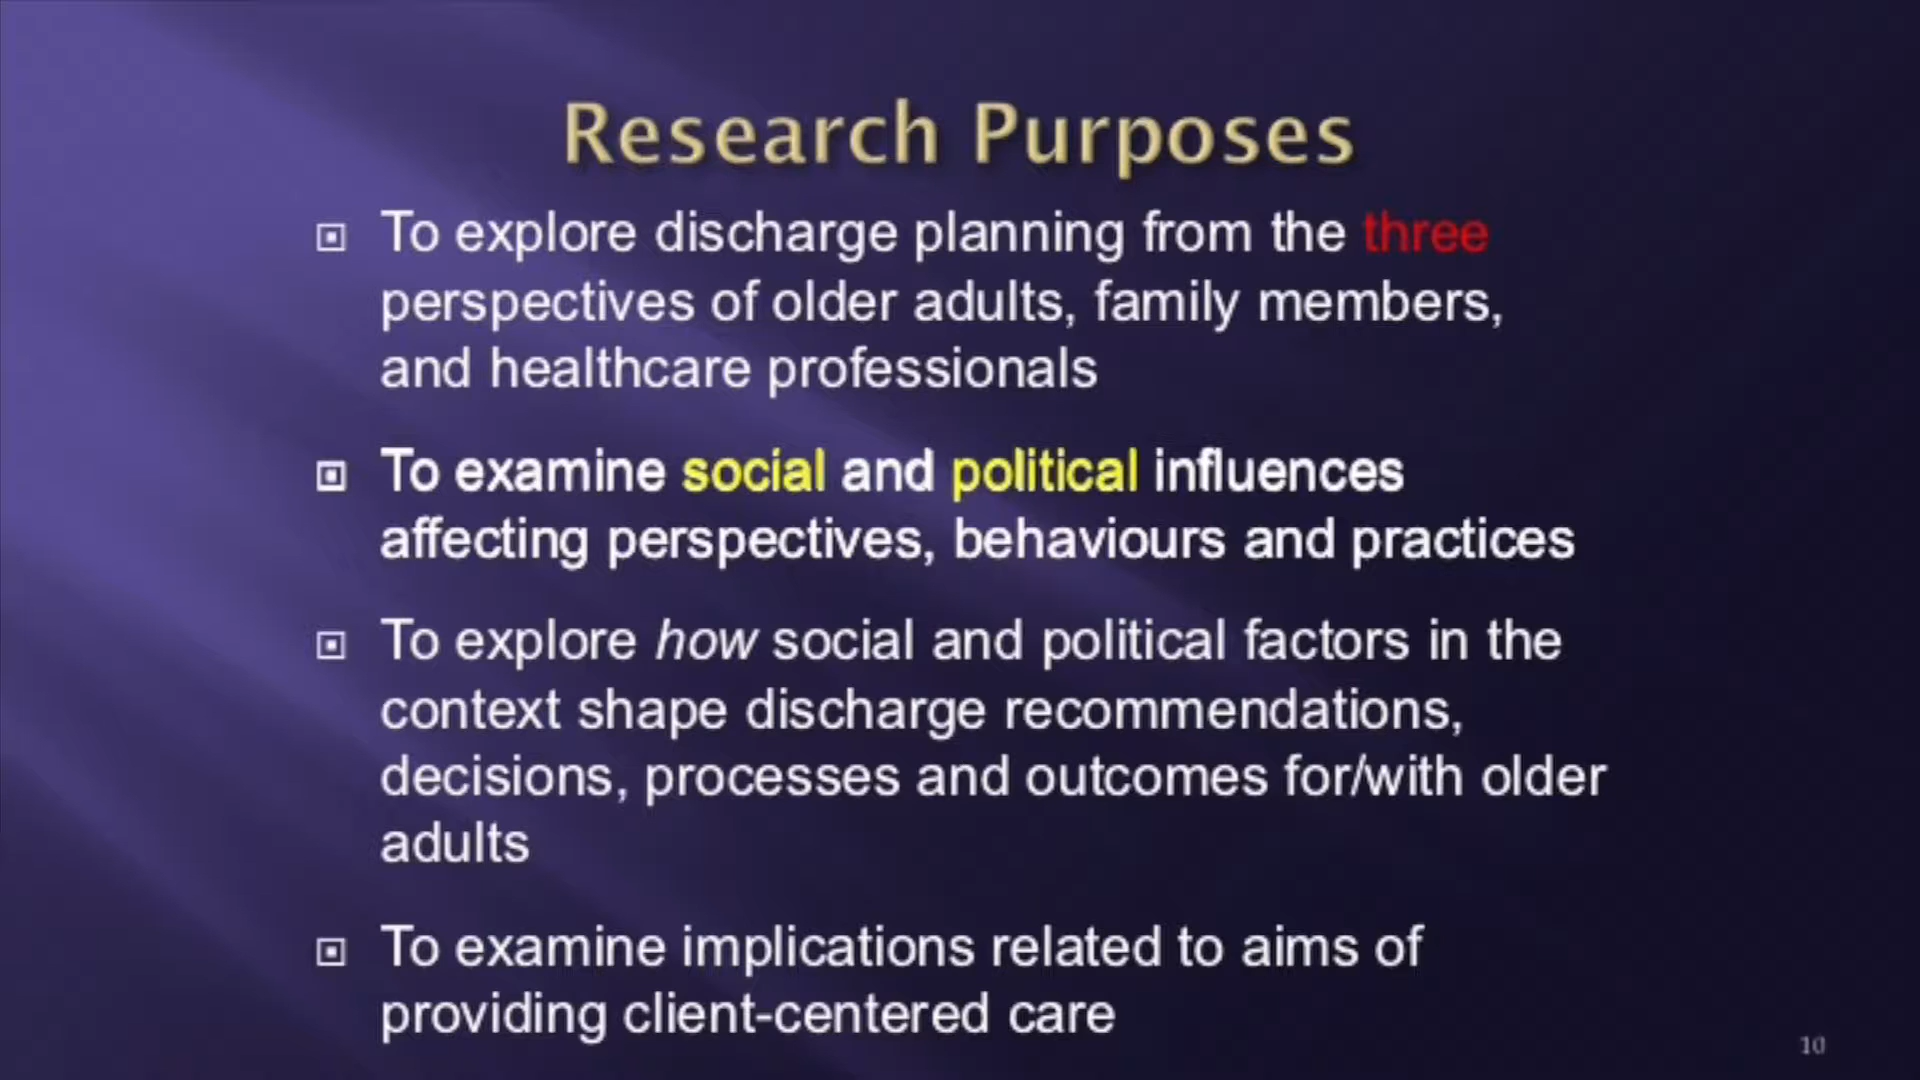 Research Purposes
To explore discharge planning from the three
perspectives of older adults, family members,
and healthcare professionals
To examine social and political influences
affecting perspectives, behaviours and practices
To explore how social and political factors in the
context shape discharge recommendations,
decisions, processes and outcomes for/with older
adults
To examine implications related to aims of
providing client-centered care
10